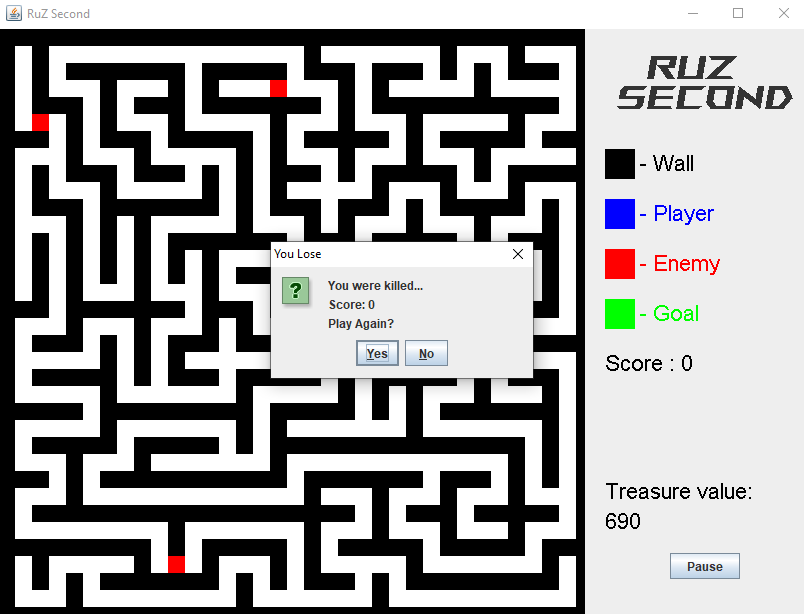 RuZ Second
RUZ
SECOND
- Wall
- Player
- Enemy
- Goal
Score : 0
Treasure value:
690
Pause
You Lose
?
You were killed...
Score: 0
Play Again?
Yes No